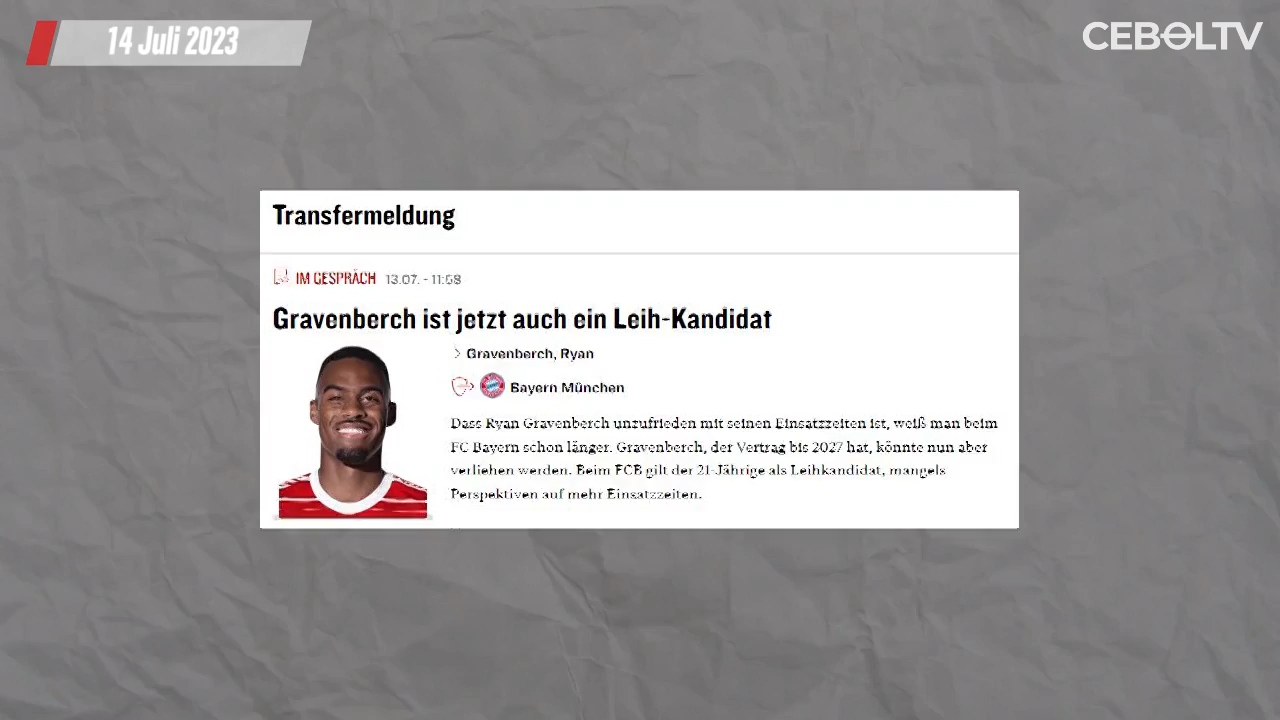 14 Juli 2023
CEBOLTV
Transfermeldung
IM GESPRÄCH 13.07. - 11:58
Gravenberch ist jetzt auch ein Leih-Kandidat
Gravenberch, Ryan
Bayern München
Dass Ryan Gravenberch unzufrieden mit seinen Einsatzzeiten ist, weiß man beim
FC Bayern schon länger. Gravenberch, der Vertrag bis 2027 hat, könnte nun aber
verliehen werden. Beim FCB gilt der 21-Jährige als Leihkandidat, mangels
Perspektiven auf mehr Einsatzzeiten.